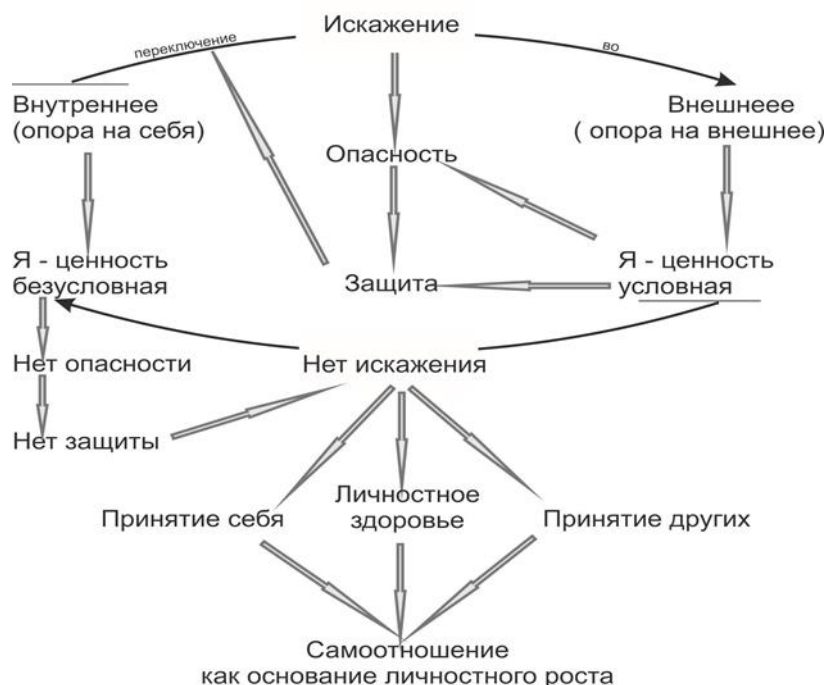 Искажение
переключение
во
Внутреннее
(опора на себя)
Внешнеее
( опора на внешнее)
Опасность
Я - ценность
безусловная
Защита
Я - ценность
условная
Нет опасности
Нет искажения
Нет защиты
Принятие себя
Личностное
здоровье
Принятие других
Самоотношение
как основание личностного роста